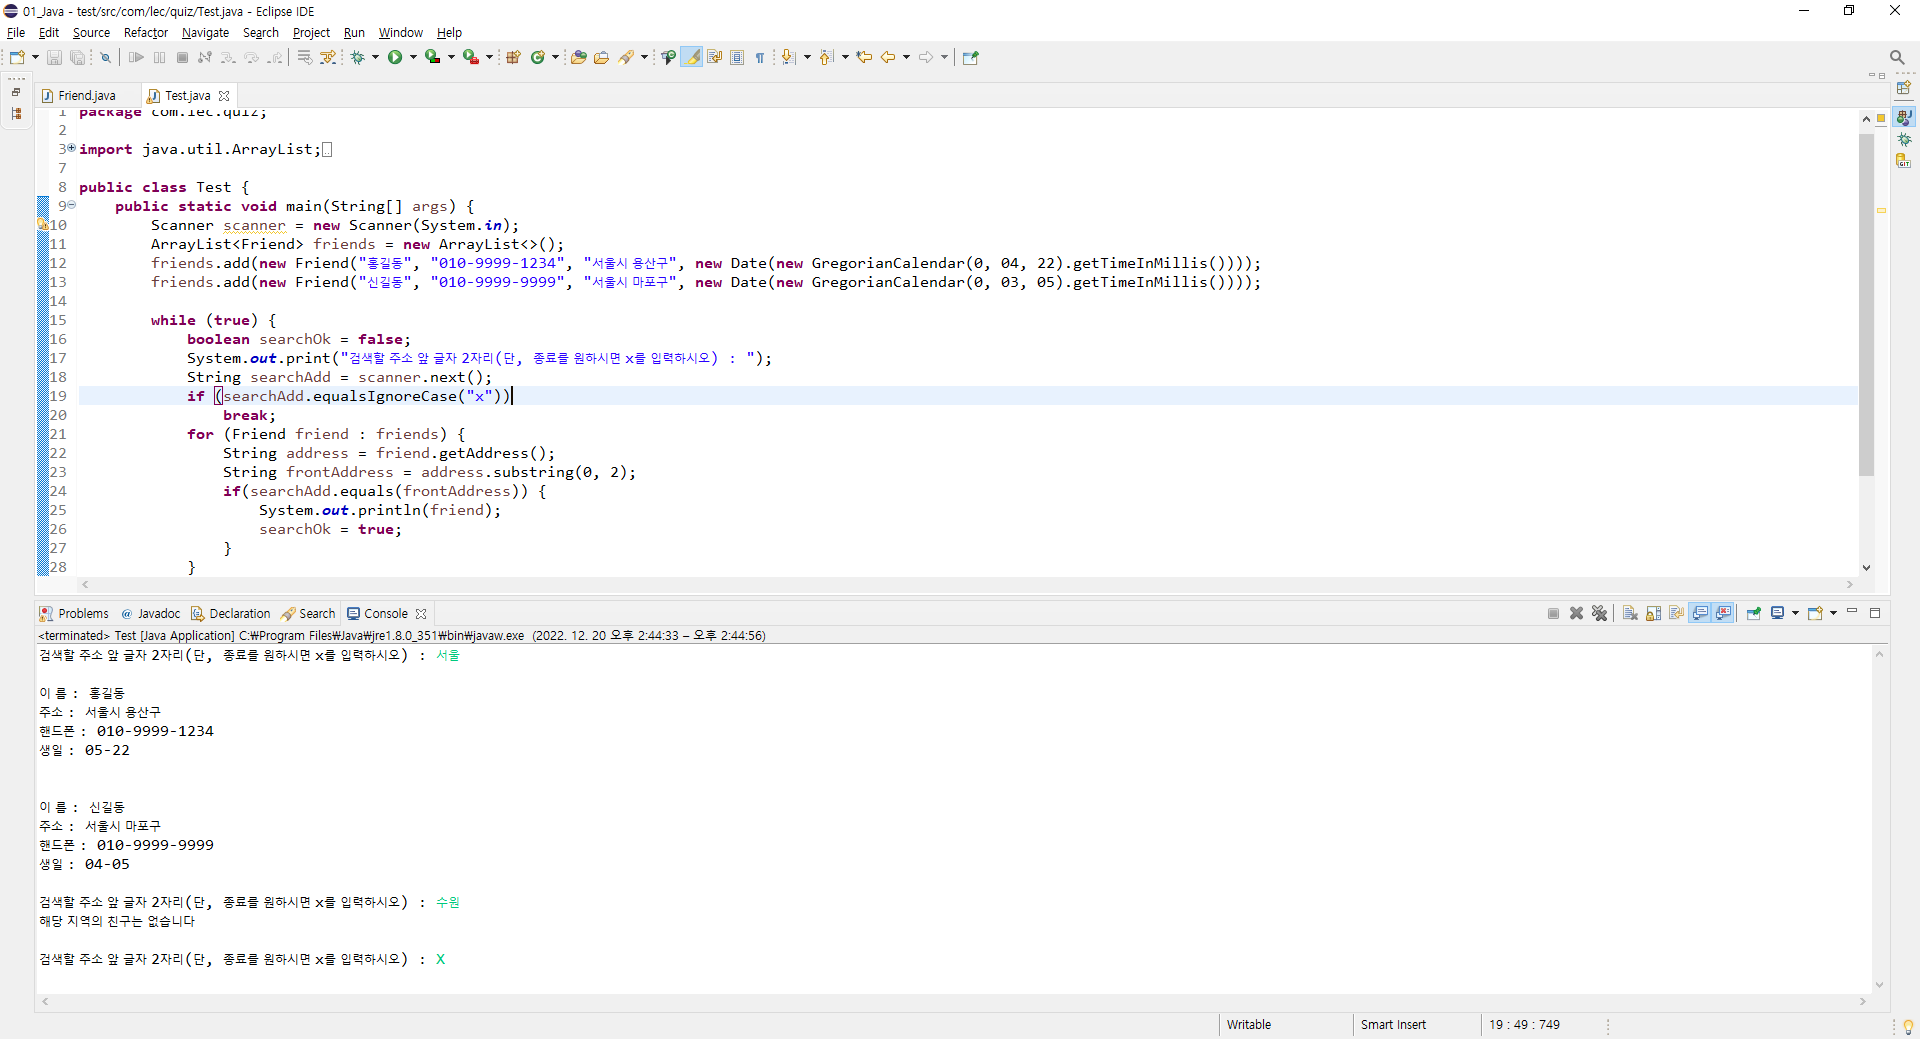 01_Java - test/src/com/lec/quiz/Test.java - Eclipse IDE
File Edit Source Refactor Navigate Search Project Run Window Help
Friend.java Test.java
1 package com.lec.quiz;
2
3 import java.util.ArrayList;
7
8 public class Test {
9 public static void main(String[] args) {
10 Scanner scanner = new Scanner(System.in);
11 ArrayList<Friend> friends = new ArrayList<>();
12 friends.add(new Friend("홍길동", "010-9999-1234", "서울시 용산구", new Date(new GregorianCalendar(0, 04, 22).getTimeInMillis())));
13 friends.add(new Friend("신길동", "010-9999-9999", "서울시 마포구", new Date(new GregorianCalendar(0, 03, 05).getTimeInMillis())));
14
15 while (true) {
16 boolean searchOk = false;
17 System.out.print("검색할 주소 앞 글자 2자리(단, 종료를 원하시면 x를 입력하시오) : ");
18 String searchAdd = scanner.next();
19 if (searchAdd.equalsIgnoreCase("x"))
20 break;
21 for (Friend friend : friends) {
22 String address = friend.getAddress();
23 String frontAddress = address.substring(0, 2);
24 if(searchAdd.equals(frontAddress)) {
25 System.out.println(friend);
26 searchOk = true;
27 }
28 }
Problems @ Javadoc Declaration Search Console
<terminated> Test [Java Application] C:₩Program Files₩Java₩jre1.8.0_351₩bin₩javaw.exe (2022. 12. 20 오후 2:44:33 – 오후 2:44:56)
검색할 주소 앞 글자 2자리(단, 종료를 원하시면 x를 입력하시오) : 서울
이 름 : 홍길동
주소 : 서울시 용산구
핸드폰 : 010-9999-1234
생일 : 05-22
이 름 : 신길동
주소 : 서울시 마포구
핸드폰 : 010-9999-9999
생일 : 04-05
검색할 주소 앞 글자 2자리(단, 종료를 원하시면 x를 입력하시오) : 수원
해당 지역의 친구는 없습니다
검색할 주소 앞 글자 2자리(단, 종료를 원하시면 x를 입력하시오) : X
Writable Smart Insert 19 : 49 : 749